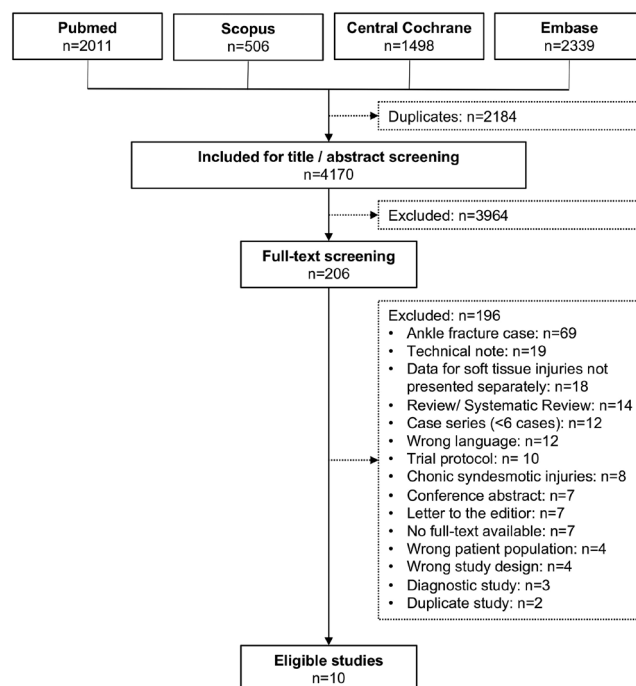 Pubmed
n=2011
Scopus
n=506
Central Cochrane
n=1498
Embase
n=2339
Duplicates: n=2184
Included for title / abstract screening
n=4170
Excluded: n=3964
Full-text screening
n=206
Excluded: n=196
• Ankle fracture case: n=69
• Technical note: n=19
• Data for soft tissue injuries not
presented separately: n=18
• Review/ Systematic Review: n=14
• Case series (<6 cases): n=12
• Wrong language: n=12
• Trial protocol: n= 10
• Chonic syndesmotic injuries: n=8
• Conference abstract: n=7
• Letter to the editior: n=7
• No full-text available: n=7
• Wrong patient population: n=4
• Wrong study design: n=4
• Diagnostic study: n=3
• Duplicate study: n=2
Eligible studies
n=10